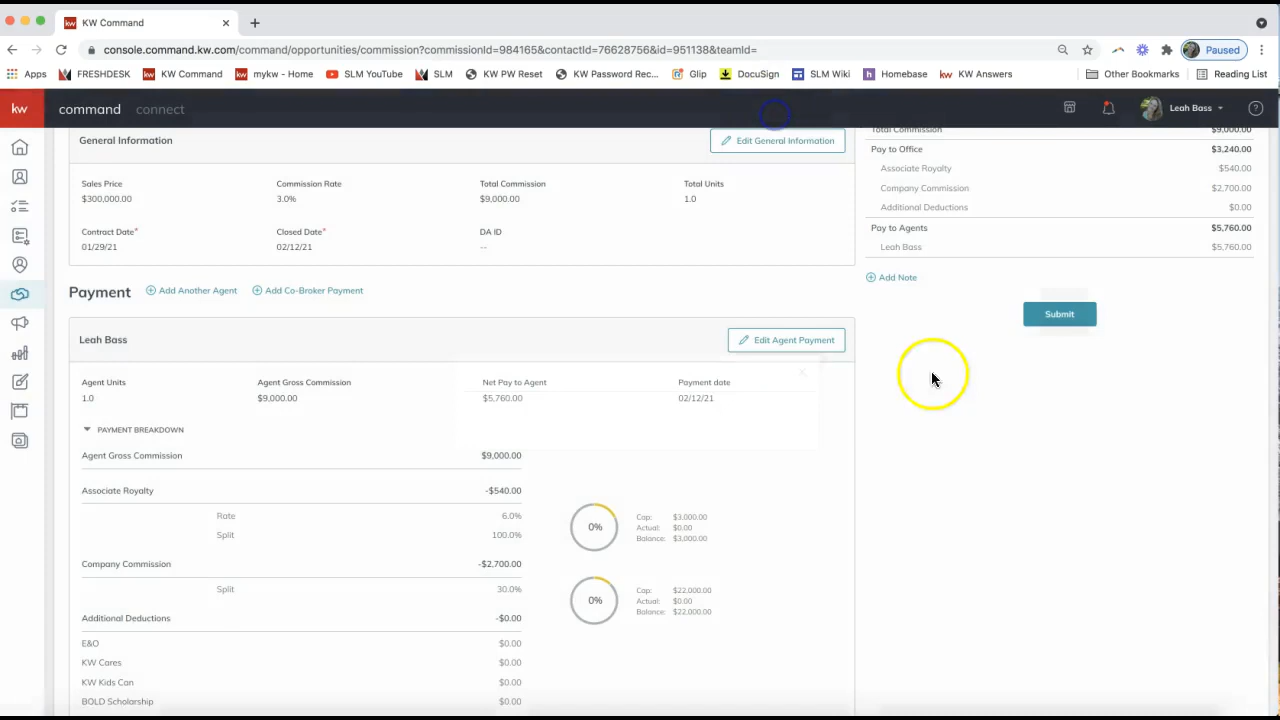 KW Command
console.command.kw.com/command/opportunities/commission?commissionId=984165&contactId=76628756&id=951138&teamId=
Paused
Apps FRESHDESK KW Command mykw - Home SLM YouTube SLM KW PW Reset KW Password Rec... Glip DocuSign SLM Wiki Homebase KW Answers Other Bookmarks Reading List
kw command connect Leah Bass
General Information Edit General Information
Sales Price Commission Rate Total Commission Total Units
$300,000.00 3.0% $9,000.00 1.0
Contract Date* Closed Date* DA ID
01/29/21 02/12/21 --
Payment Add Another Agent Add Co-Broker Payment
Leah Bass Edit Agent Payment
Agent Units Agent Gross Commission Net Pay to Agent Payment date
1.0 $9,000.00 $5,760.00 02/12/21
PAYMENT BREAKDOWN
Agent Gross Commission $9,000.00
Associate Royalty -$540.00
Rate 6.0%
Split 100.0%
0%
Cap: $3,000.00
Actual: $0.00
Balance: $3,000.00
Company Commission -$2,700.00
Split 30.0%
0%
Cap: $22,000.00
Actual: $0.00
Balance: $22,000.00
Additional Deductions -$0.00
E&O $0.00
KW Cares $0.00
KW Kids Can $0.00
BOLD Scholarship $0.00
Total Commission $9,000.00
Pay to Office $3,240.00
Associate Royalty $540.00
Company Commission $2,700.00
Additional Deductions $0.00
Pay to Agents $5,760.00
Leah Bass $5,760.00
Add Note
Submit